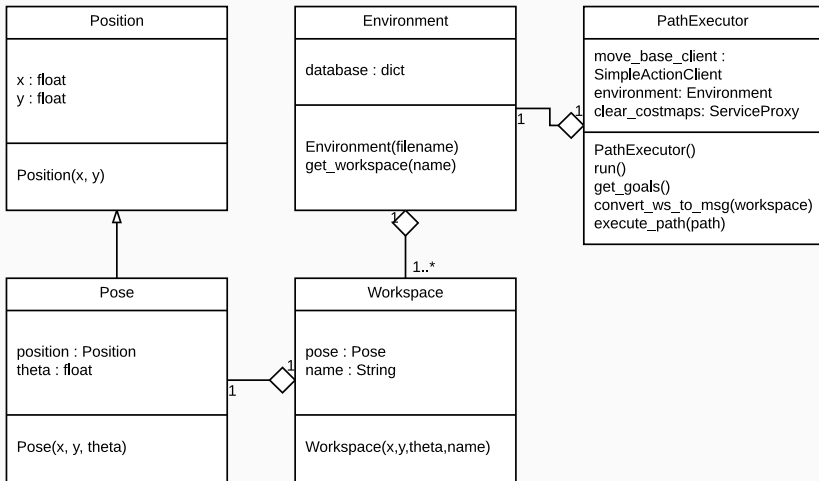 Position
x : float
y : float
Position(x, y)
Environment
database : dict
Environment(filename)
get_workspace(name)
PathExecutor
move_base_client :
SimpleActionClient
environment: Environment
clear_costmaps: ServiceProxy
PathExecutor()
run()
get_goals()
convert_ws_to_msg(workspace)
execute_path(path)
1
1
1
1..*
Pose
position : Position
theta : float
Pose(x, y, theta)
1
1
Workspace
pose : Pose
name : String
Workspace(x,y,theta,name)